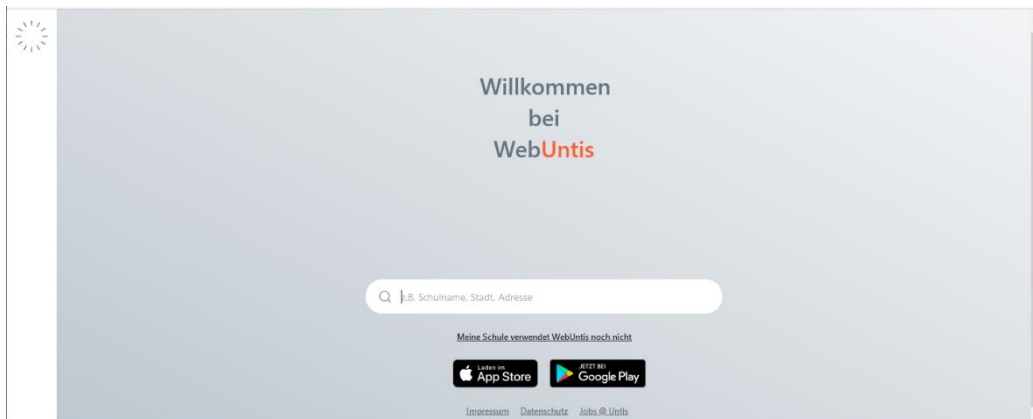 Willkommen
bei
WebUntis
z.B. Schulname, Stadt, Adresse
Meine Schule verwendet WebUntis noch nicht
Laden im
App Store
JETZT BEI
Google Play
Impressum Datenschutz Jobs @ Untis